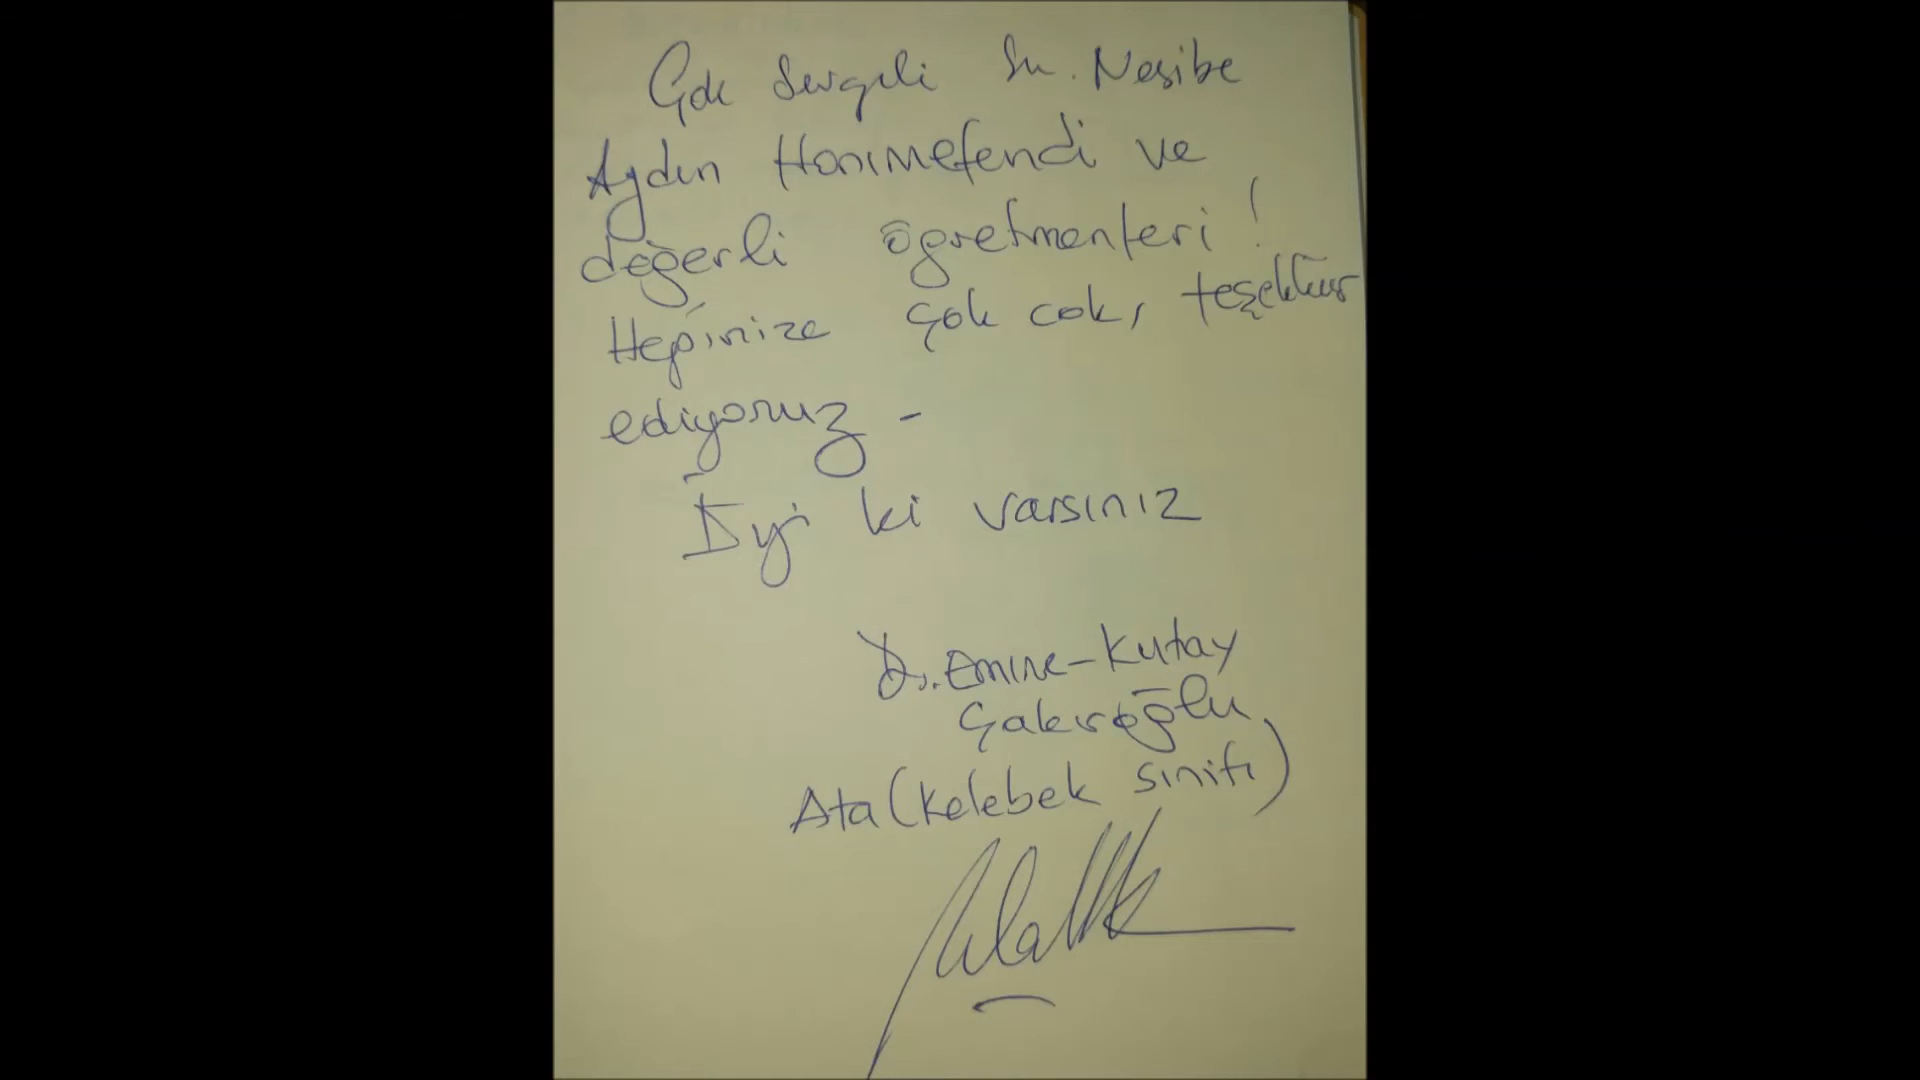 Çok Sevgili Sn. Nesibe
Aydın Hanımefendi ve
değerli öğretmenleri!
Hepinize çok cok, teşekkür
ediyoruz -
İyi ki varsınız
Dr. Emine-Kutay
Çakıroğlu
Ata (Kelebek sınıfı)